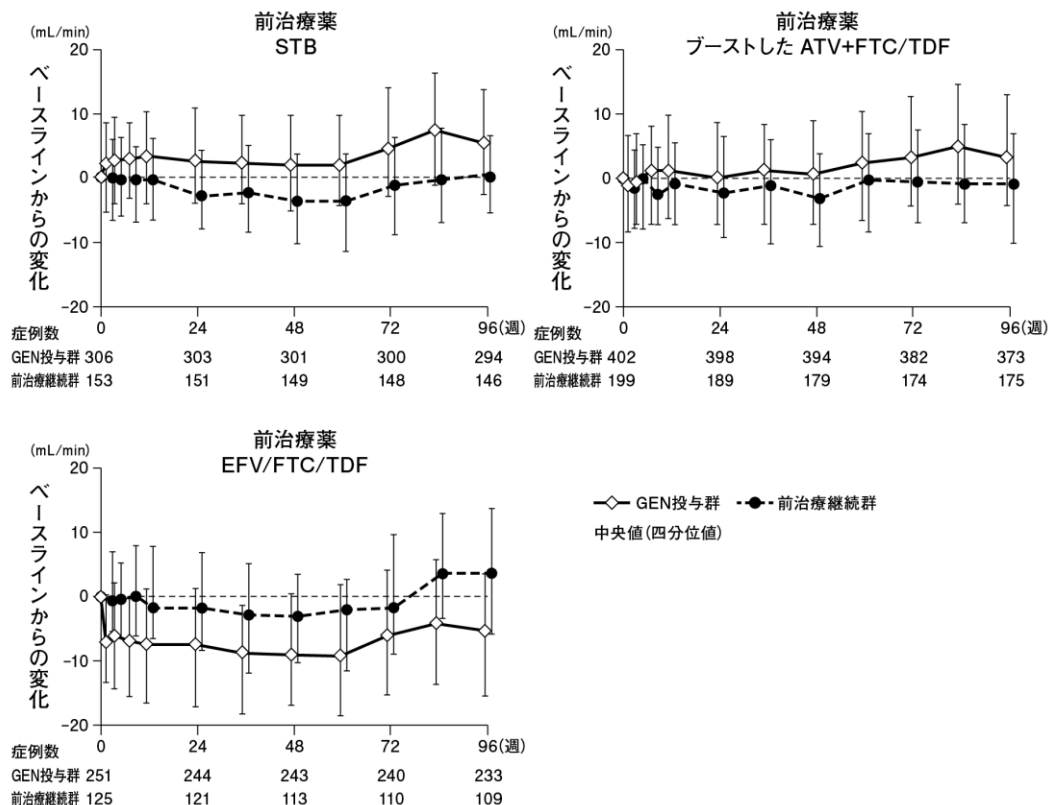 前治療薬
STB
(mL/min)
ベースラインからの変化
20
10
0
−10
−20
0 24 48 72 96(週)
症例数
GEN投与群 306 303 301 300 294
前治療継続群 153 151 149 148 146
前治療薬
ブーストした ATV+FTC/TDF
(mL/min)
ベースラインからの変化
20
10
0
−10
−20
0 24 48 72 96(週)
症例数
GEN投与群 402 398 394 382 373
前治療継続群 199 189 179 174 175
前治療薬
EFV/FTC/TDF
(mL/min)
ベースラインからの変化
20
10
0
−10
−20
0 24 48 72 96(週)
症例数
GEN投与群 251 244 243 240 233
前治療継続群 125 121 113 110 109
GEN投与群 前治療継続群
中央値(四分位値)